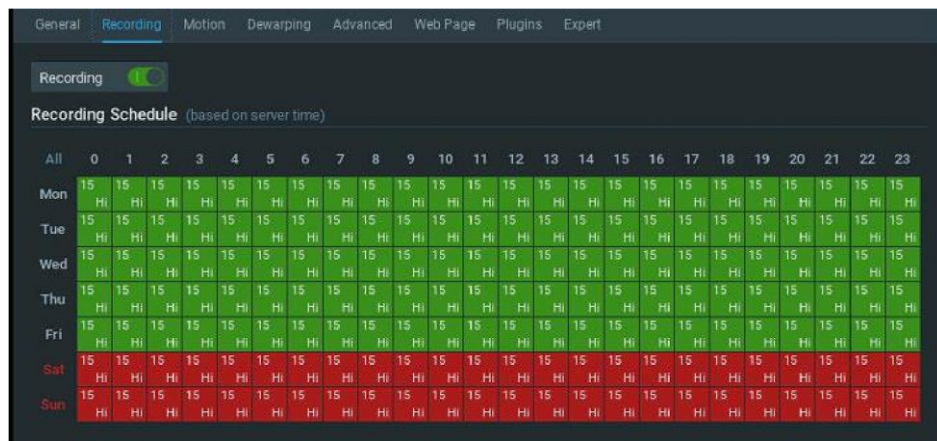 General Recording Motion Dewarping Advanced Web Page Plugins Expert
Recording
Recording Schedule (based on server time)
All 0 1 2 3 4 5 6 7 8 9 10 11 12 13 14 15 16 17 18 19 20 21 22 23
15 15 15 15 15 15 15 15 15 15 15 15 15 15 15 15 15 15 15 15 15 15 15 15
Mon Hi Hi Hi Hi Hi Hi Hi Hi Hi Hi Hi Hi Hi Hi Hi Hi Hi Hi Hi Hi Hi Hi Hi Hi
15 15 15 15 15 15 15 15 15 15 15 15 15 15 15 15 15 15 15 15 15 15 15 15
Tue Hi Hi Hi Hi Hi Hi Hi Hi Hi Hi Hi Hi Hi Hi Hi Hi Hi Hi Hi Hi Hi Hi Hi Hi
15 15 15 15 15 15 15 15 15 15 15 15 15 15 15 15 15 15 15 15 15 15 15 15
Wed Hi Hi Hi Hi Hi Hi Hi Hi Hi Hi Hi Hi Hi Hi Hi Hi Hi Hi Hi Hi Hi Hi Hi Hi
15 15 15 15 15 15 15 15 15 15 15 15 15 15 15 15 15 15 15 15 15 15 15 15
Thu Hi Hi Hi Hi Hi Hi Hi Hi Hi Hi Hi Hi Hi Hi Hi Hi Hi Hi Hi Hi Hi Hi Hi Hi
15 15 15 15 15 15 15 15 15 15 15 15 15 15 15 15 15 15 15 15 15 15 15 15
Fri Hi Hi Hi Hi Hi Hi Hi Hi Hi Hi Hi Hi Hi Hi Hi Hi Hi Hi Hi Hi Hi Hi Hi Hi
15 15 15 15 15 15 15 15 15 15 15 15 15 15 15 15 15 15 15 15 15 15 15 15
Sat Hi Hi Hi Hi Hi Hi Hi Hi Hi Hi Hi Hi Hi Hi Hi Hi Hi Hi Hi Hi Hi Hi Hi Hi
15 15 15 15 15 15 15 15 15 15 15 15 15 15 15 15 15 15 15 15 15 15 15 15
Sun Hi Hi Hi Hi Hi Hi Hi Hi Hi Hi Hi Hi Hi Hi Hi Hi Hi Hi Hi Hi Hi Hi Hi Hi